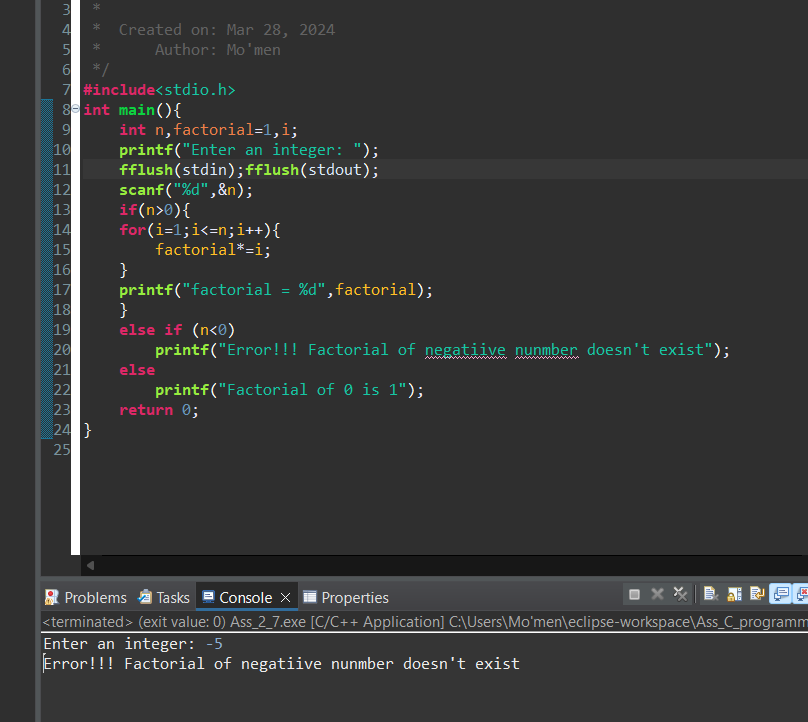 3 *
4 *  Created on: Mar 28, 2024
5 *      Author: Mo'men
6 */
7 #include<stdio.h>
8 int main(){
9     int n,factorial=1,i;
10     printf("Enter an integer: ");
11     fflush(stdin);fflush(stdout);
12     scanf("%d",&n);
13     if(n>0){
14     for(i=1;i<=n;i++){
15         factorial*=i;
16     }
17     printf("factorial = %d",factorial);
18     }
19     else if (n<0)
20         printf("Error!!! Factorial of negatiive nunmber doesn't exist");
21     else
22         printf("Factorial of 0 is 1");
23     return 0;
24 }
25
Problems Tasks Console Properties
<terminated> (exit value: 0) Ass_2_7.exe [C/C++ Application] C:\Users\Mo'men\eclipse-workspace\Ass_C_programm
Enter an integer: -5
Error!!! Factorial of negatiive nunmber doesn't exist